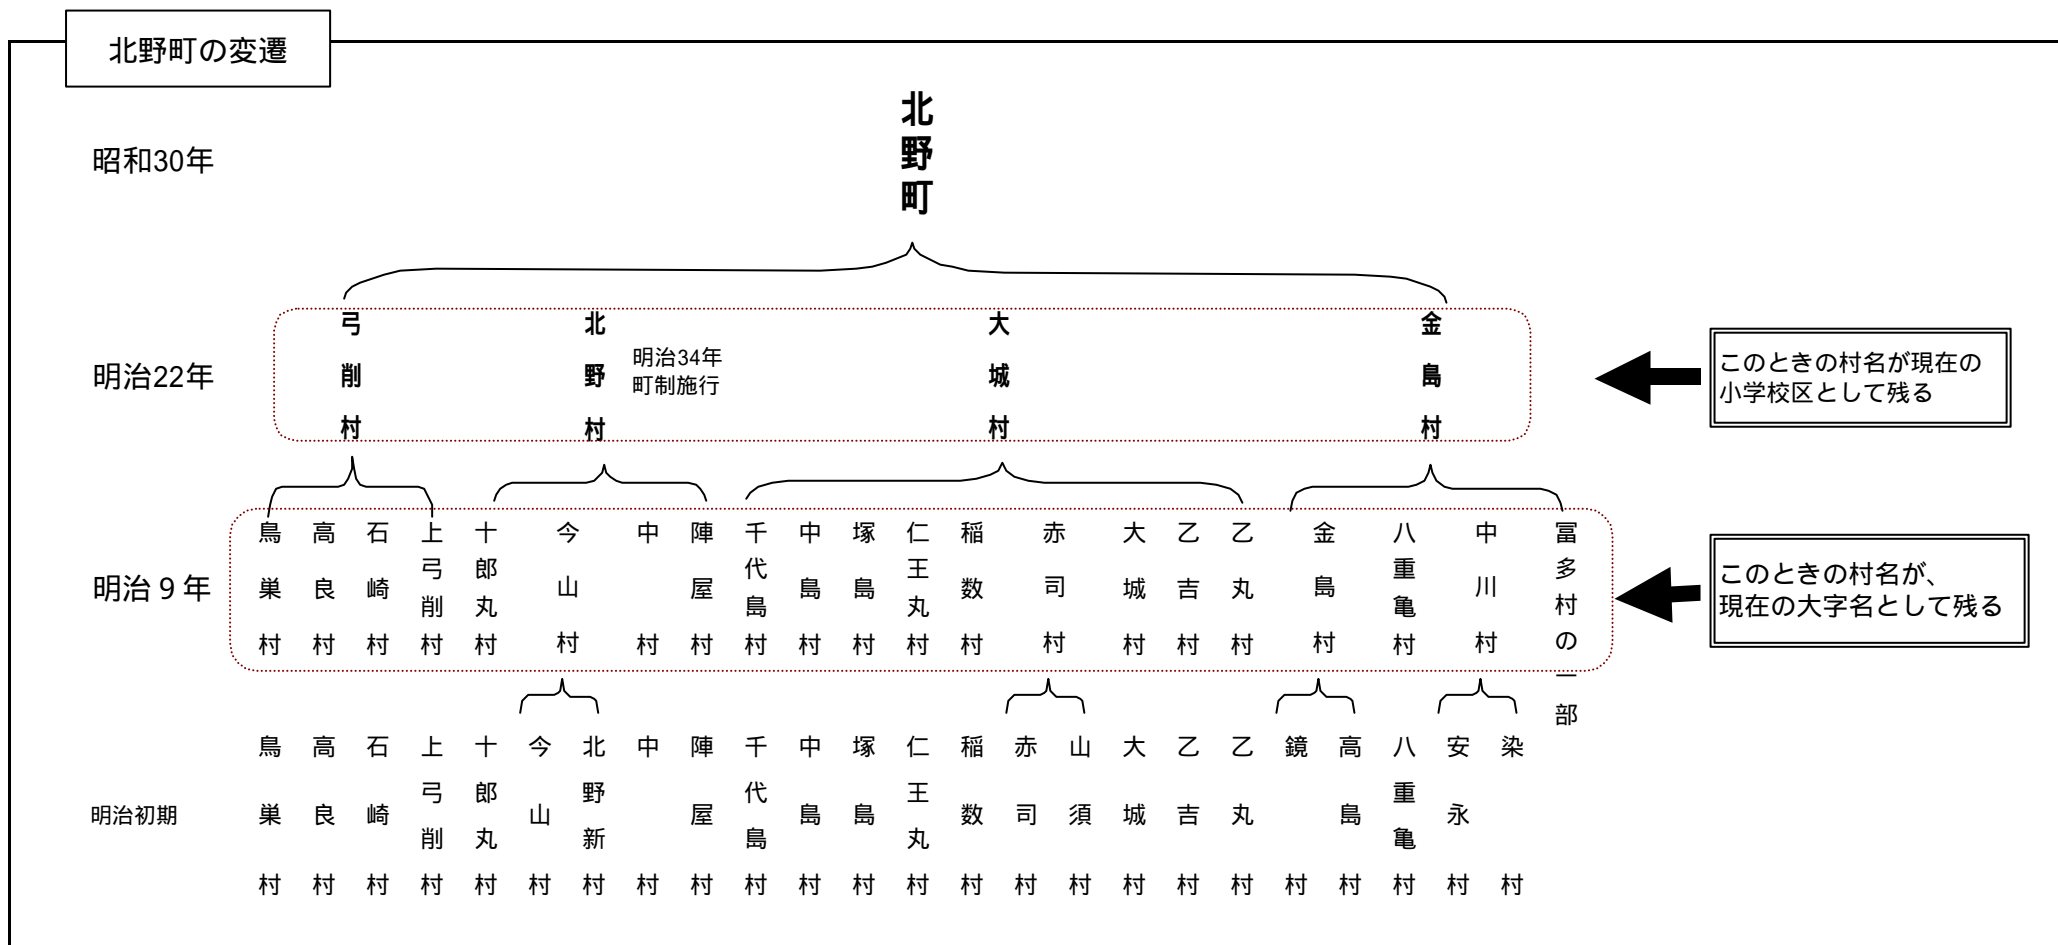 北野町の変遷
昭和30年
北野町
明治22年
弓削村
北野村
明治34年
町制施行
大城村
金島村
このときの村名が現在の
小学校区として残る
明治9年
鳥巣村
高良村
石崎村
上弓削村
十郎丸村
今山村
中村
陣屋村
千代島村
中島村
塚島村
仁王丸村
稲数村
赤司村
大城村
乙吉村
乙丸村
金島村
八重亀村
中川村
冨多村の一部
このときの村名が、
現在の大字名として残る
明治初期
鳥巣村
高良村
石崎村
上弓削村
十郎丸村
今山村
北野新村
中村
陣屋村
千代島村
中島村
塚島村
仁王丸村
稲数村
赤司村
山須村
大城村
乙吉村
乙丸村
鏡村
高島村
八重亀村
安永村
染村